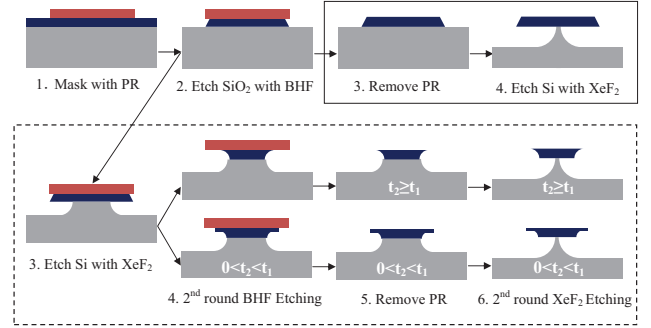 1. Mask with PR
2. Etch SiO₂ with BHF
3. Remove PR
4. Etch Si with XeF₂
t₂≥t₁
t₂≥t₁
3. Etch Si with XeF₂
0<t₂<t₁
0<t₂<t₁
0<t₂<t₁
4. 2ⁿᵈ round BHF Etching
5. Remove PR
6. 2ⁿᵈ round XeF₂ Etching